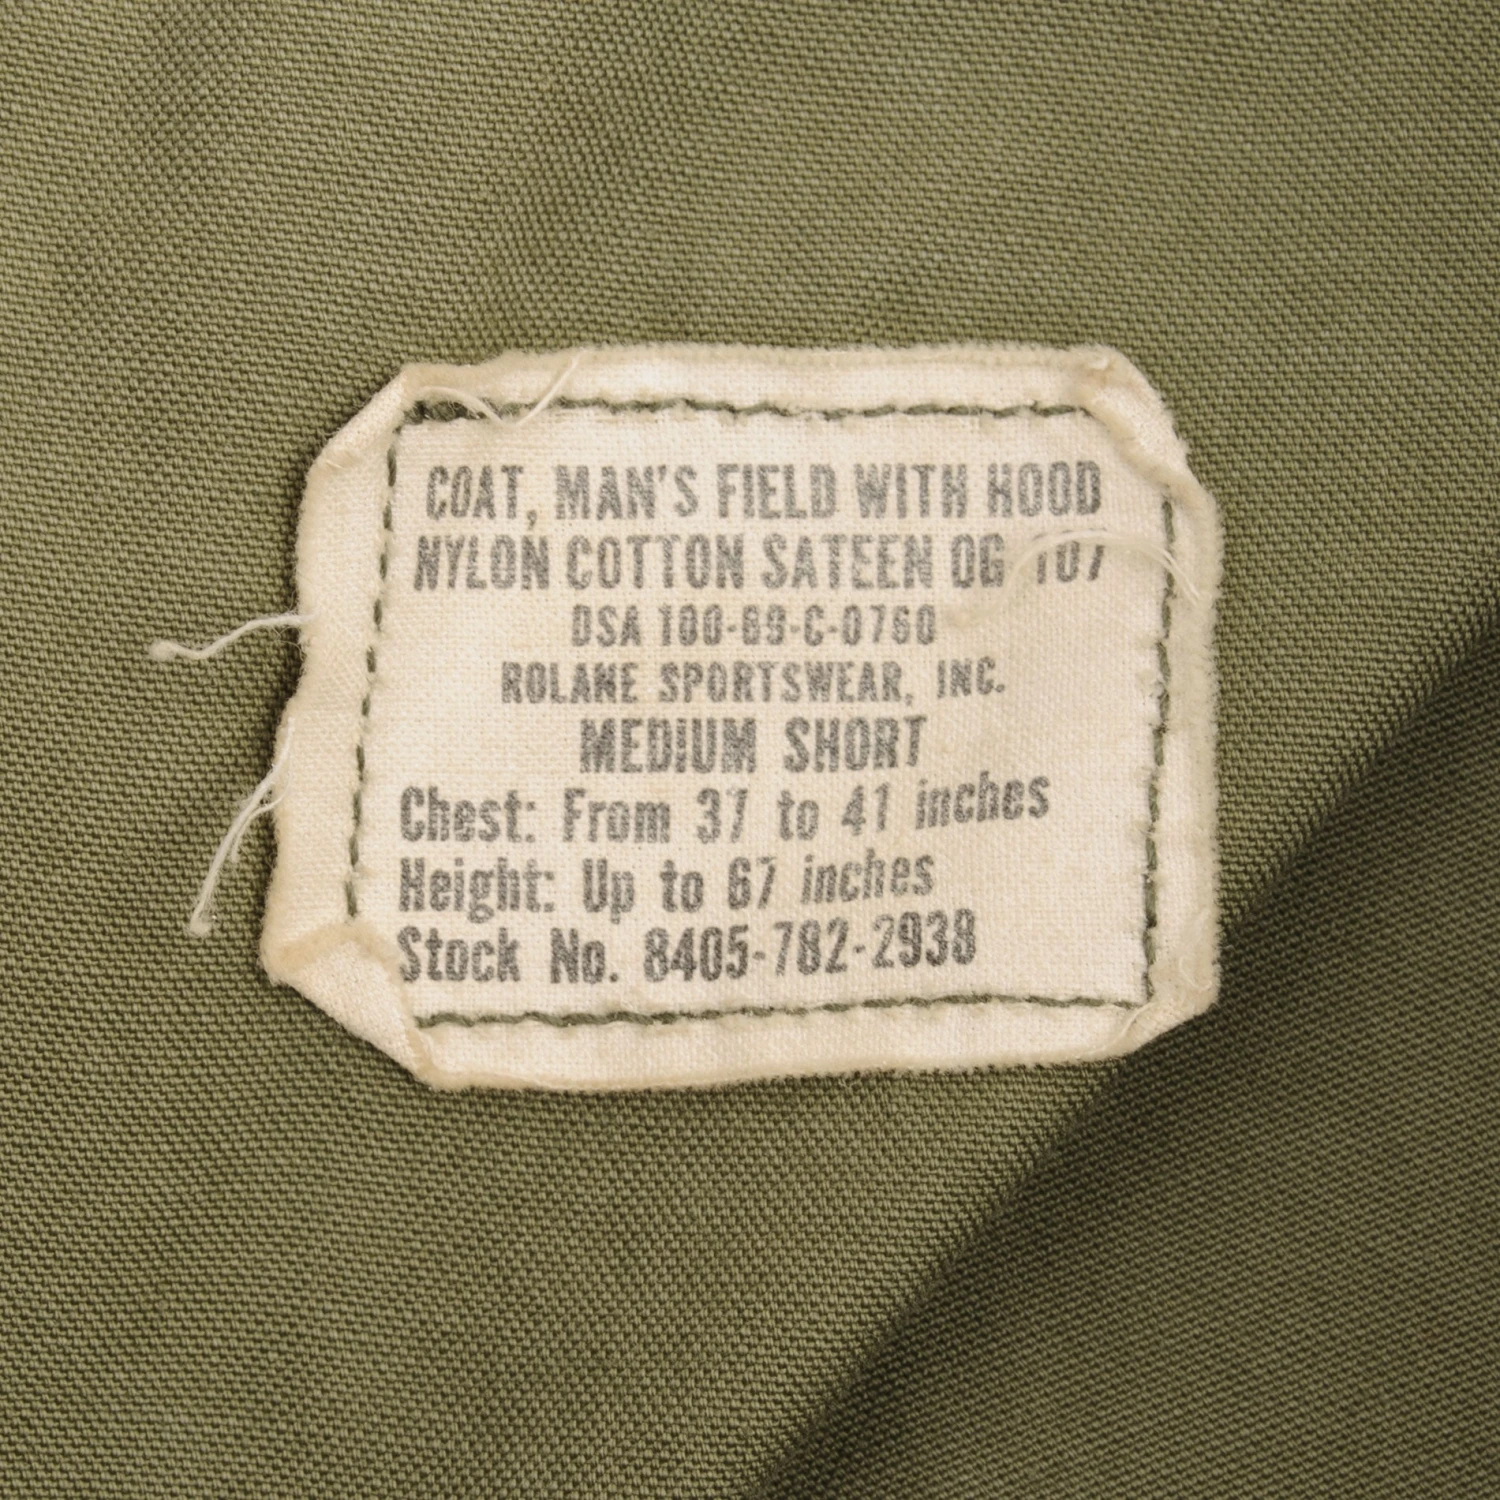 COAT, MAN'S FIELD WITH HOOD
NYLON COTTON SATEEN OG 107
DSA 100-69-C-0760
ROLANE SPORTSWEAR, INC.
MEDIUM SHORT
Chest: From 37 to 41 inches
Height: Up to 67 inches
Stock No. 8405-782-2938